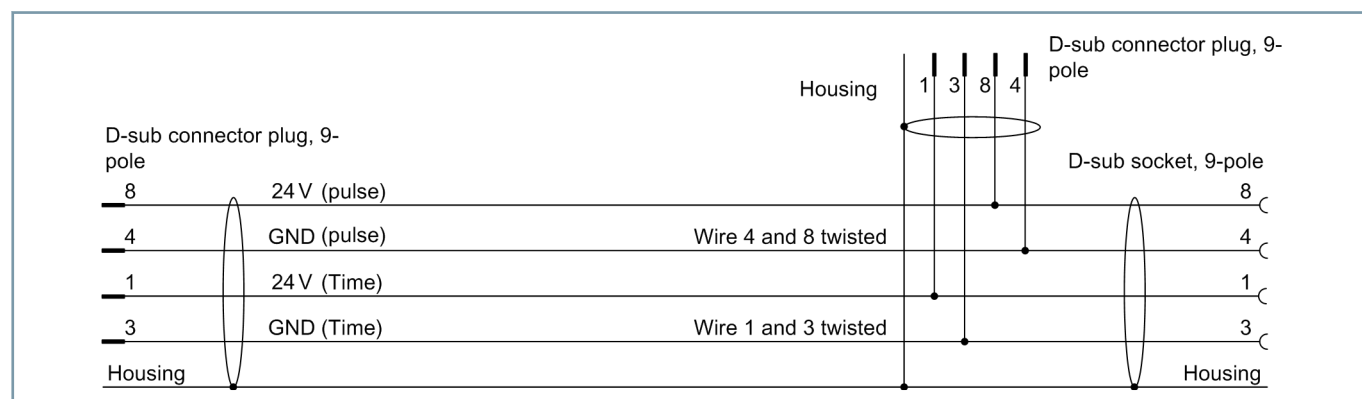 D-sub connector plug, 9-
pole
Housing
1 3 8 4
D-sub connector plug, 9-
pole
D-sub socket, 9-pole
8 24 V (pulse) 8
4 GND (pulse) Wire 4 and 8 twisted 4
1 24 V (Time) 1
3 GND (Time) Wire 1 and 3 twisted 3
Housing Housing